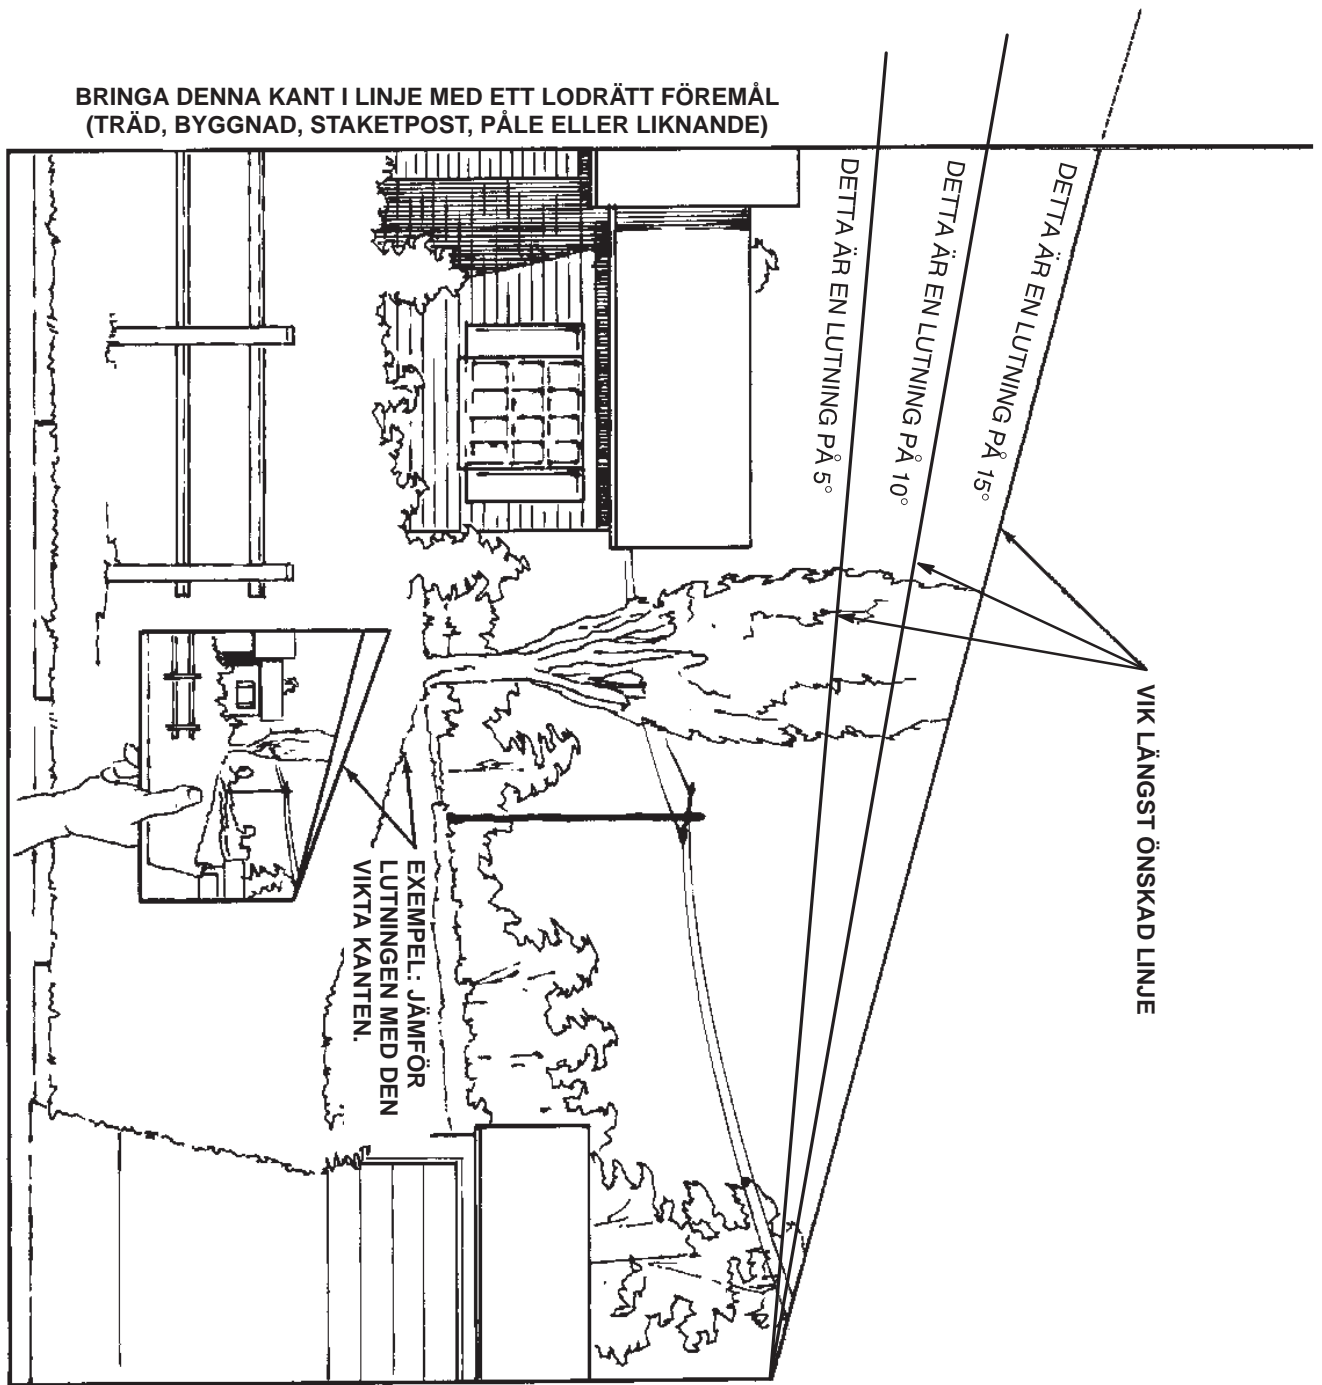 BRINGA DENNA KANT I LINJE MED ETT LODRÄTT FÖREMÅL
(TRÄD, BYGGNAD, STAKETPOST, PÅLE ELLER LIKNANDE)
DETTA ÄR EN LUTNING PÅ 15°
DETTA ÄR EN LUTNING PÅ 10°
DETTA ÄR EN LUTNING PÅ 5°
VIK LÄNGST ÖNSKAD LINJE
EXEMPEL: JÄMFÖR
LUTNINGEN MED DEN
VIKTA KANTEN.